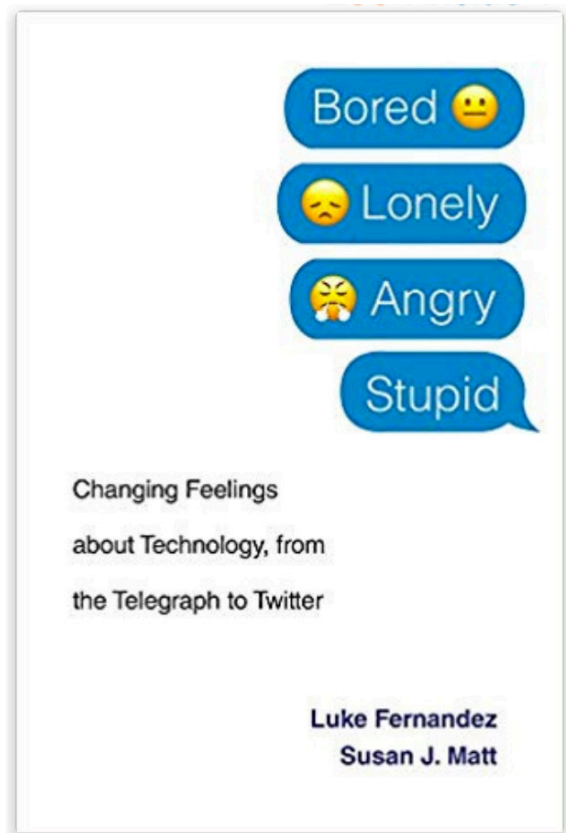 Bored 😐
😞 Lonely
😤 Angry
Stupid
Changing Feelings
about Technology, from
the Telegraph to Twitter
Luke Fernandez
Susan J. Matt